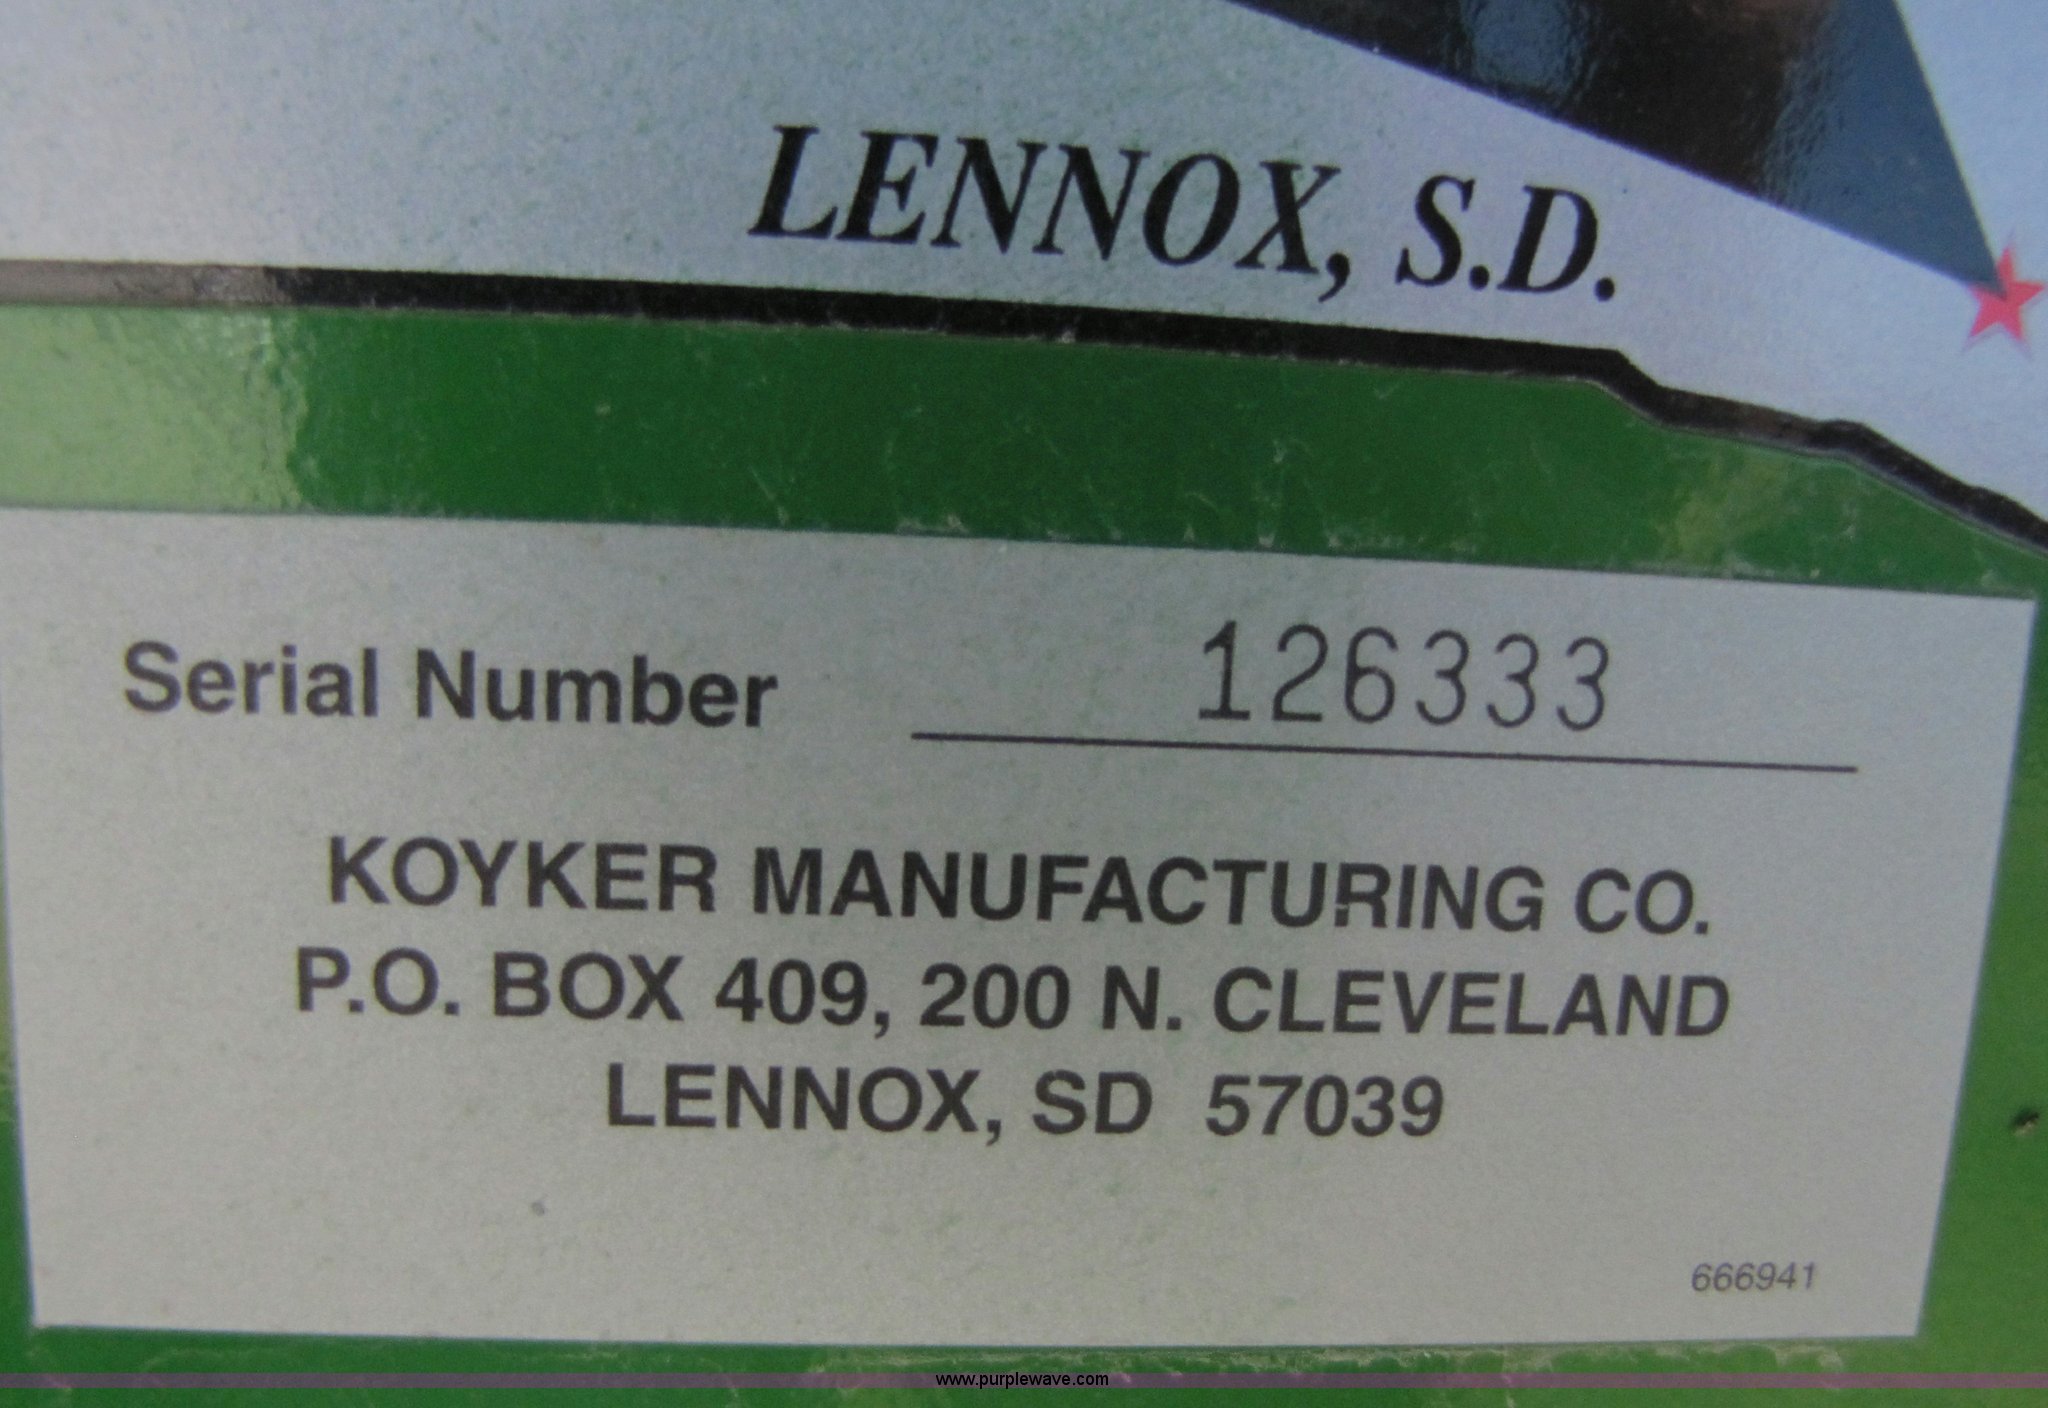 LENNOX, S.D.
Serial Number 126333
KOYKER MANUFACTURING CO.
P.O. BOX 409, 200 N. CLEVELAND
LENNOX, SD 57039
666941
www.purplewave.com